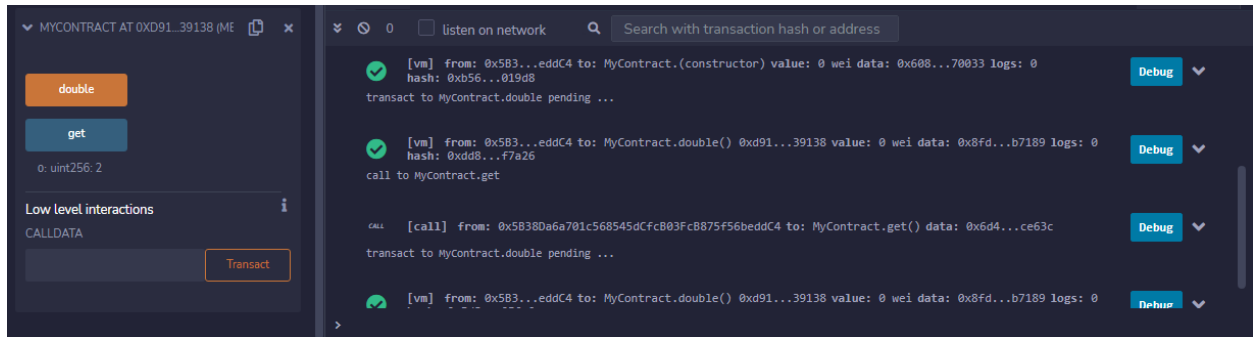 MYCONTRACT AT 0XD91...39138 (ME
double
get
0: uint256: 2
Low level interactions
CALLDATA
Transact
0 listen on network Search with transaction hash or address
[vm] from: 0x5B3...eddC4 to: MyContract.(constructor) value: 0 wei data: 0x608...70033 logs: 0
hash: 0xb56...019d8
Debug
transact to MyContract.double pending ...
[vm] from: 0x5B3...eddC4 to: MyContract.double() 0xd91...39138 value: 0 wei data: 0x8fd...b7189 logs: 0
hash: 0xdd8...f7a26
Debug
call to MyContract.get
CALL [call] from: 0x5B38Da6a701c568545dCfcB03FcB875f56beddC4 to: MyContract.get() data: 0x6d4...ce63c
Debug
transact to MyContract.double pending ...
[vm] from: 0x5B3...eddC4 to: MyContract.double() 0xd91...39138 value: 0 wei data: 0x8fd...b7189 logs: 0
Debug
>